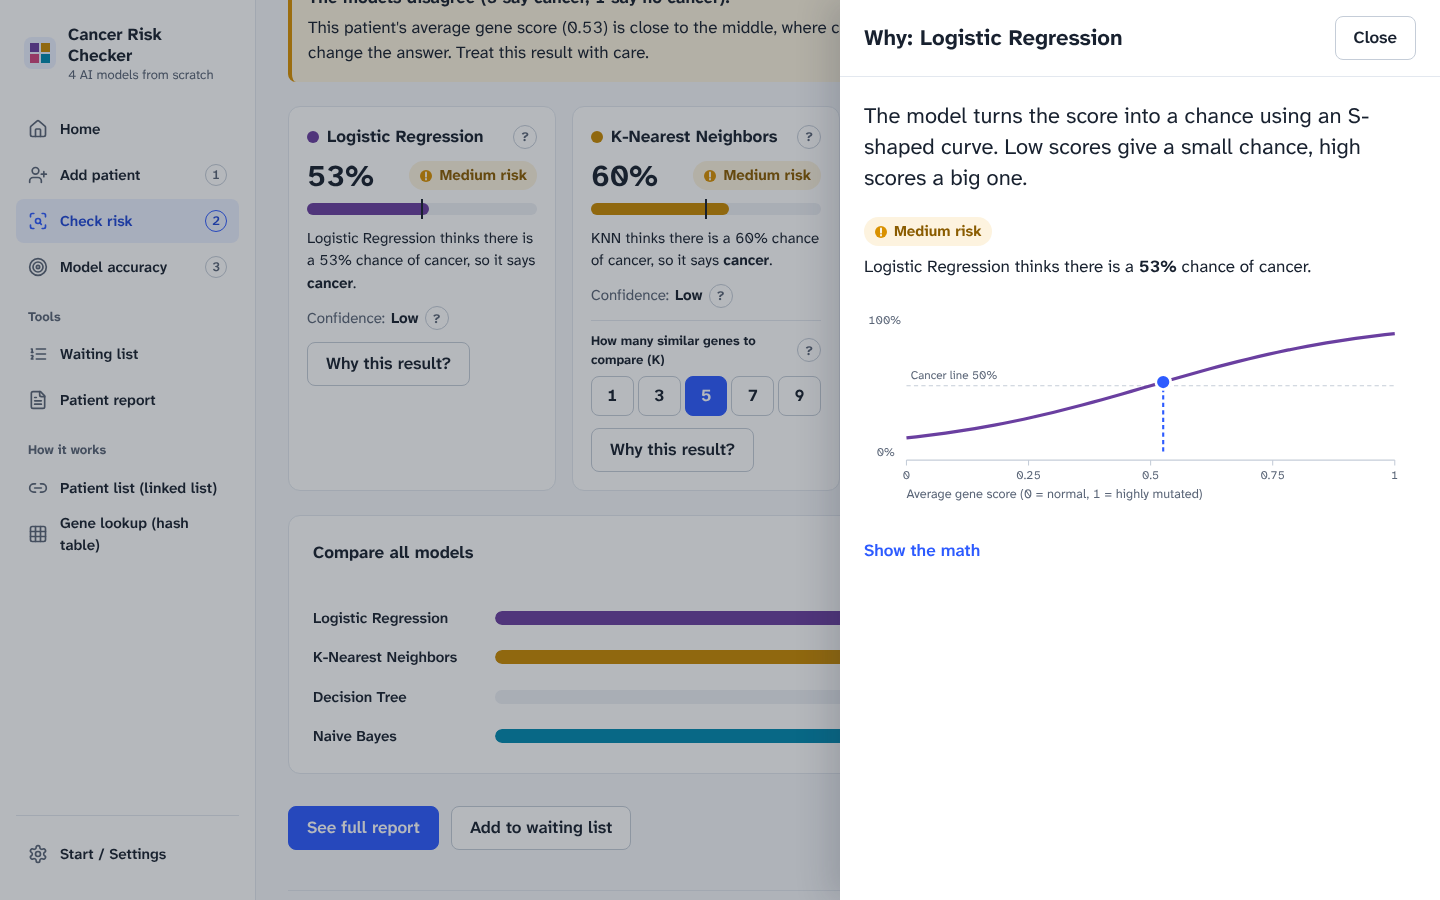 Cancer Risk
Checker
4 AI models from scratch
Home
Add patient 1
Check risk 2
Model accuracy 3
Tools
Waiting list
Patient report
How it works
Patient list (linked list)
Gene lookup (hash
table)
Start / Settings
This patient's average gene score (0.53) is close to the middle, where
change the answer. Treat this result with care.
Logistic Regression ?
53% Medium risk
Logistic Regression thinks there is
a 53% chance of cancer, so it says
cancer.
Confidence: Low ?
Why this result?
K-Nearest Neighbors ?
60% Medium risk
KNN thinks there is a 60% chance
of cancer, so it says cancer.
Confidence: Low ?
How many similar genes to
compare (K) ?
1 3 5 7 9
Why this result?
Compare all models
Logistic Regression
K-Nearest Neighbors
Decision Tree
Naive Bayes
See full report
Add to waiting list
Why: Logistic Regression
Close
The model turns the score into a chance using an S-
shaped curve. Low scores give a small chance, high
scores a big one.
Medium risk
Logistic Regression thinks there is a 53% chance of cancer.
100%
Cancer line 50%
0%
0 0.25 0.5 0.75 1
Average gene score (0 = normal, 1 = highly mutated)
Show the math